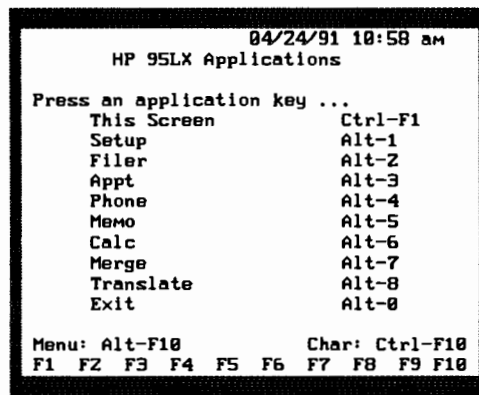 04/24/91 10:58 am
HP 95LX Applications
Press an application key ...
This Screen Ctrl-F1
Setup Alt-1
Filer Alt-2
Appt Alt-3
Phone Alt-4
Memo Alt-5
Calc Alt-6
Merge Alt-7
Translate Alt-8
Exit Alt-0
Menu: Alt-F10 Char: Ctrl-F10
F1 F2 F3 F4 F5 F6 F7 F8 F9 F10